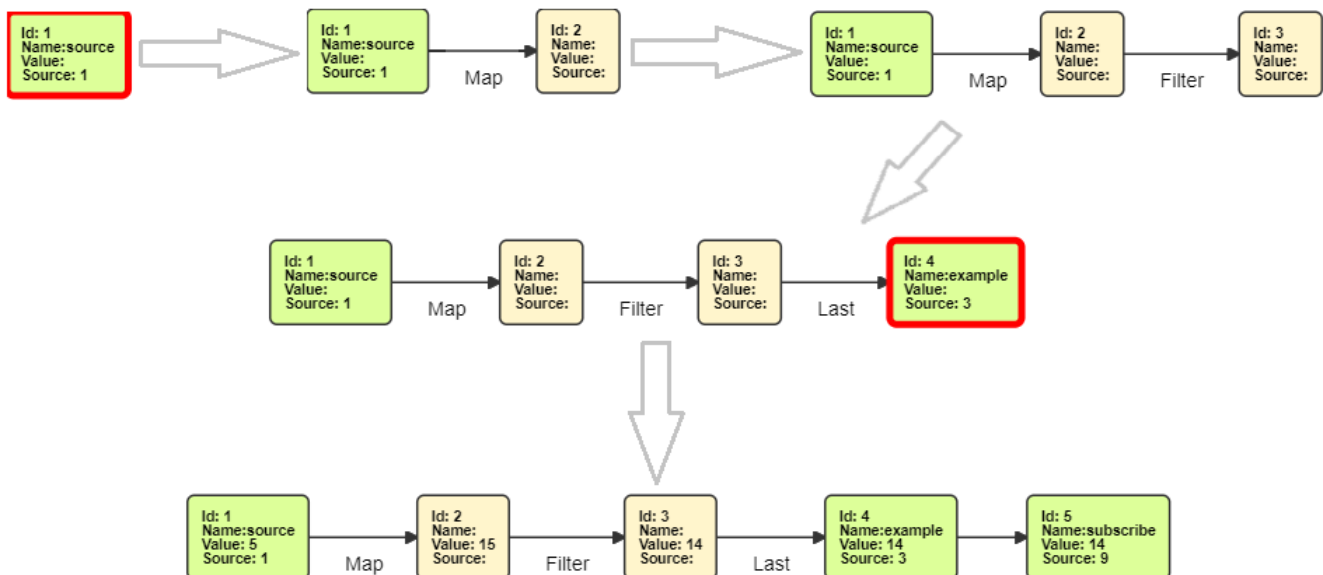 Id: 1
Name:source
Value:
Source: 1
Id: 1
Name:source
Value:
Source: 1
Map
Id: 2
Name:
Value:
Source:
Id: 1
Name:source
Value:
Source: 1
Map
Id: 2
Name:
Value:
Source:
Filter
Id: 3
Name:
Value:
Source:
Id: 1
Name:source
Value:
Source: 1
Map
Id: 2
Name:
Value:
Source:
Filter
Id: 3
Name:
Value:
Source:
Last
Id: 4
Name:example
Value:
Source: 3
Id: 1
Name:source
Value: 5
Source: 1
Map
Id: 2
Name:
Value: 15
Source:
Filter
Id: 3
Name:
Value: 14
Source:
Last
Id: 4
Name:example
Value: 14
Source: 3
Id: 5
Name:subscribe
Value: 14
Source: 9